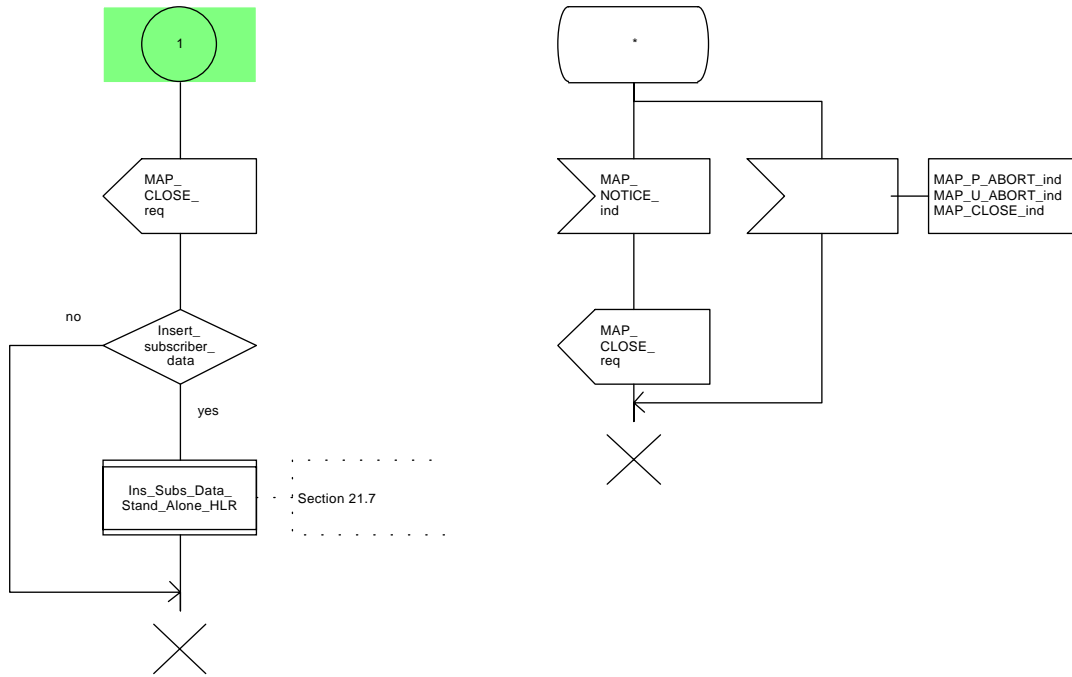 1
MAP_
CLOSE_
req
no
Insert_
subscriber_
data
yes
Ins_Subs_Data_
Stand_Alone_HLR
Section 21.7
*
MAP_
NOTICE_
ind
MAP_P_ABORT_ind
MAP_U_ABORT_ind
MAP_CLOSE_ind
MAP_
CLOSE_
req